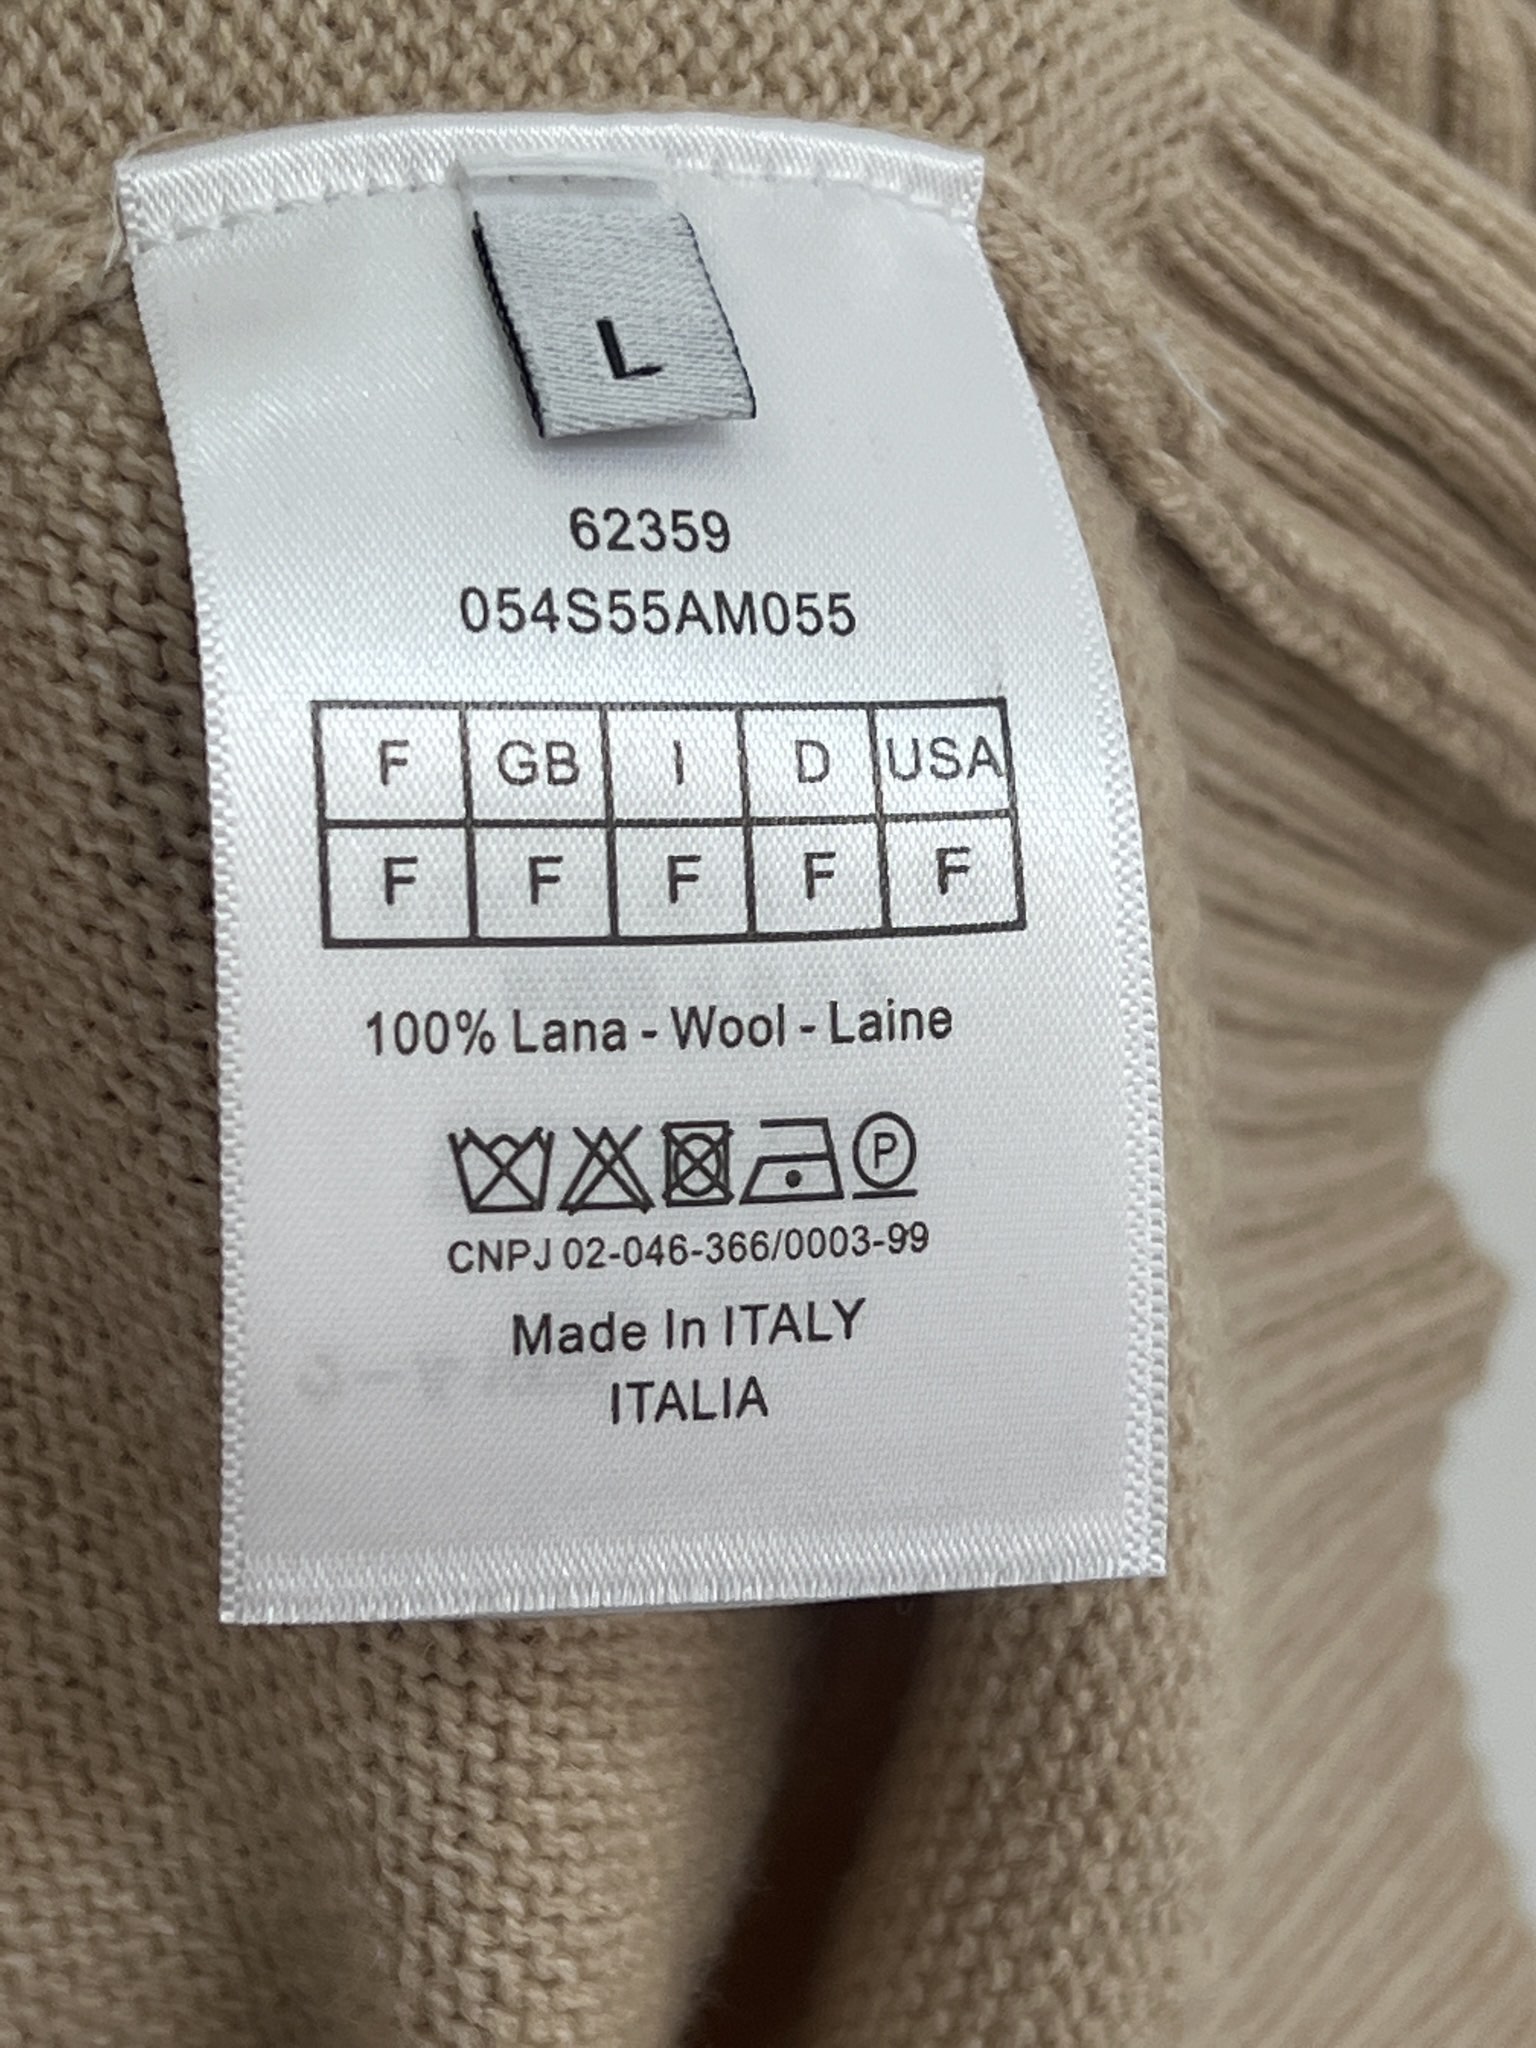 L
62359
054S55AM055
F GB I D USA
F F F F F
100% Lana - Wool - Laine
P
CNPJ 02-046-366/0003-99
Made In ITALY
ITALIA